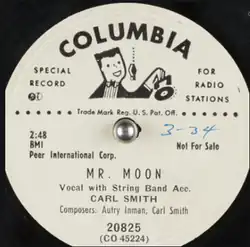 COLUMBIA
SPECIAL RECORD
FOR RADIO STATIONS
Trade Mark Reg. U.S. Pat. Off.
3-34
2:48
BMI
Not For Sale
Peer International Corp.
MR. MOON
Vocal with String Band Acc.
CARL SMITH
Composers: Autry Inman, Carl Smith
20825
(CO 45224)